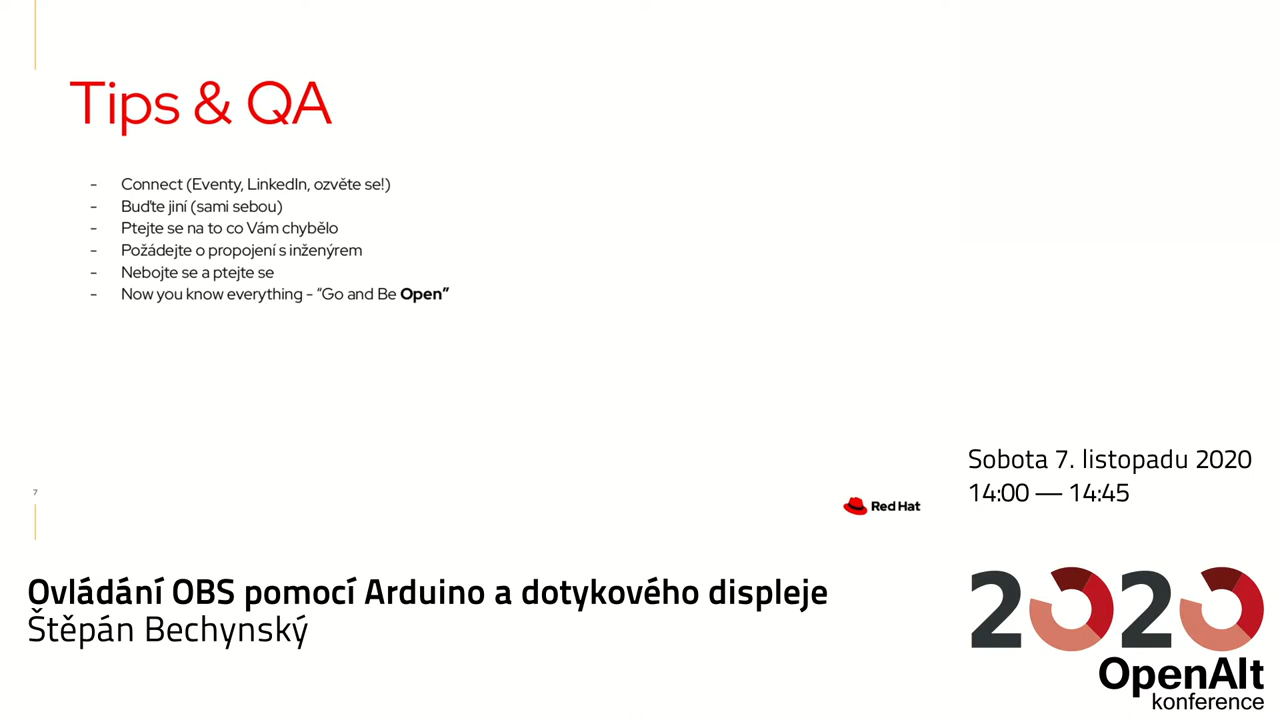 Tips & QA
- Connect (Eventy, LinkedIn, ozvěte se!)
- Buďte jiní (sami sebou)
- Ptejte se na to co Vám chybělo
- Požádejte o propojení s inženýrem
- Nebojte se a ptejte se
- Now you know everything - “Go and Be Open”
Sobota 7. listopadu 2020
14:00 — 14:45
7
Red Hat
Ovládání OBS pomocí Arduino a dotykového displeje
Štěpán Bechynský
2020
OpenAlt
konference